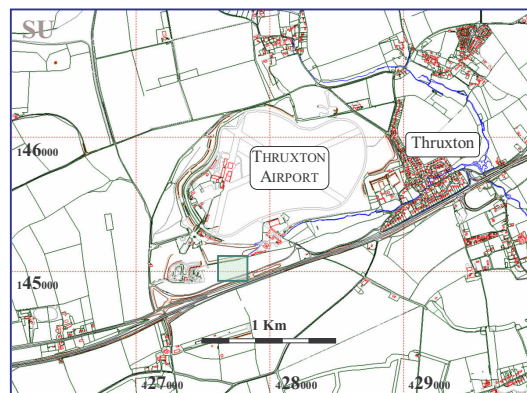 SU
146000
THRUXTON
AIRPORT
Thruxton
145000
1 Km
427000
428000
429000